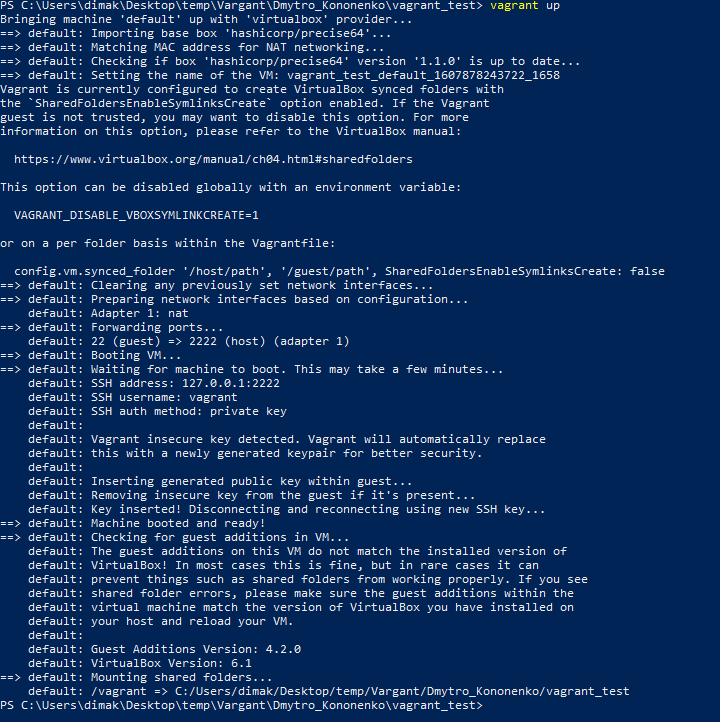 PS C:\Users\dimak\Desktop\temp\Vargant\Dmytro_Kononenko\vagrant_test> vagrant up
Bringing machine 'default' up with 'virtualbox' provider...
==> default: Importing base box 'hashicorp/precise64'...
==> default: Matching MAC address for NAT networking...
==> default: Checking if box 'hashicorp/precise64' version '1.1.0' is up to date...
==> default: Setting the name of the VM: vagrant_test_default_1607878243722_1658
Vagrant is currently configured to create VirtualBox synced folders with
the `SharedFoldersEnableSymlinksCreate` option enabled. If the Vagrant
guest is not trusted, you may want to disable this option. For more
information on this option, please refer to the VirtualBox manual:

  https://www.virtualbox.org/manual/ch04.html#sharedfolders

This option can be disabled globally with an environment variable:

  VAGRANT_DISABLE_VBOXSYMLINKCREATE=1

or on a per folder basis within the Vagrantfile:

  config.vm.synced_folder '/host/path', '/guest/path', SharedFoldersEnableSymlinksCreate: false
==> default: Clearing any previously set network interfaces...
==> default: Preparing network interfaces based on configuration...
    default: Adapter 1: nat
==> default: Forwarding ports...
    default: 22 (guest) => 2222 (host) (adapter 1)
==> default: Booting VM...
==> default: Waiting for machine to boot. This may take a few minutes...
    default: SSH address: 127.0.0.1:2222
    default: SSH username: vagrant
    default: SSH auth method: private key
    default:
    default: Vagrant insecure key detected. Vagrant will automatically replace
    default: this with a newly generated keypair for better security.
    default:
    default: Inserting generated public key within guest...
    default: Removing insecure key from the guest if it's present...
    default: Key inserted! Disconnecting and reconnecting using new SSH key...
==> default: Machine booted and ready!
==> default: Checking for guest additions in VM...
    default: The guest additions on this VM do not match the installed version of
    default: VirtualBox! In most cases this is fine, but in rare cases it can
    default: prevent things such as shared folders from working properly. If you see
    default: shared folder errors, please make sure the guest additions within the
    default: virtual machine match the version of VirtualBox you have installed on
    default: your host and reload your VM.
    default:
    default: Guest Additions Version: 4.2.0
    default: VirtualBox Version: 6.1
==> default: Mounting shared folders...
    default: /vagrant => C:/Users/dimak/Desktop/temp/Vargant/Dmytro_Kononenko/vagrant_test
PS C:\Users\dimak\Desktop\temp\Vargant\Dmytro_Kononenko\vagrant_test>